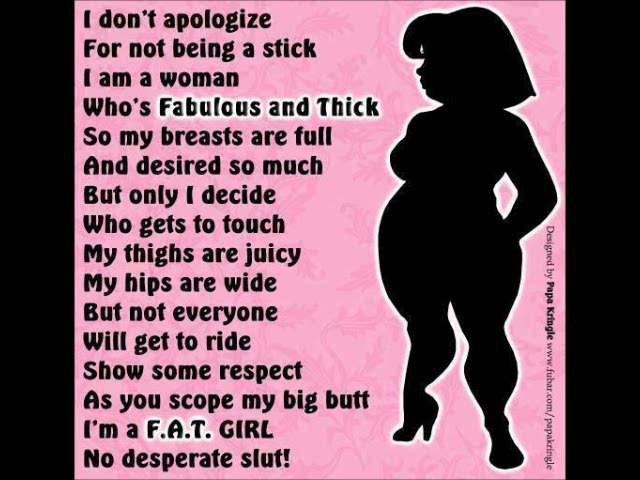 I don't apologize
For not being a stick
I am a woman
Who's Fabulous and Thick
So my breasts are full
And desired so much
But only I decide
Who gets to touch
My thighs are juicy
My hips are wide
But not everyone
Will get to ride
Show some respect
As you scope my big butt
I'm a F.A.T. GIRL
No desperate slut!
Designed by Papa Kringle www.fubar.com/papakringle